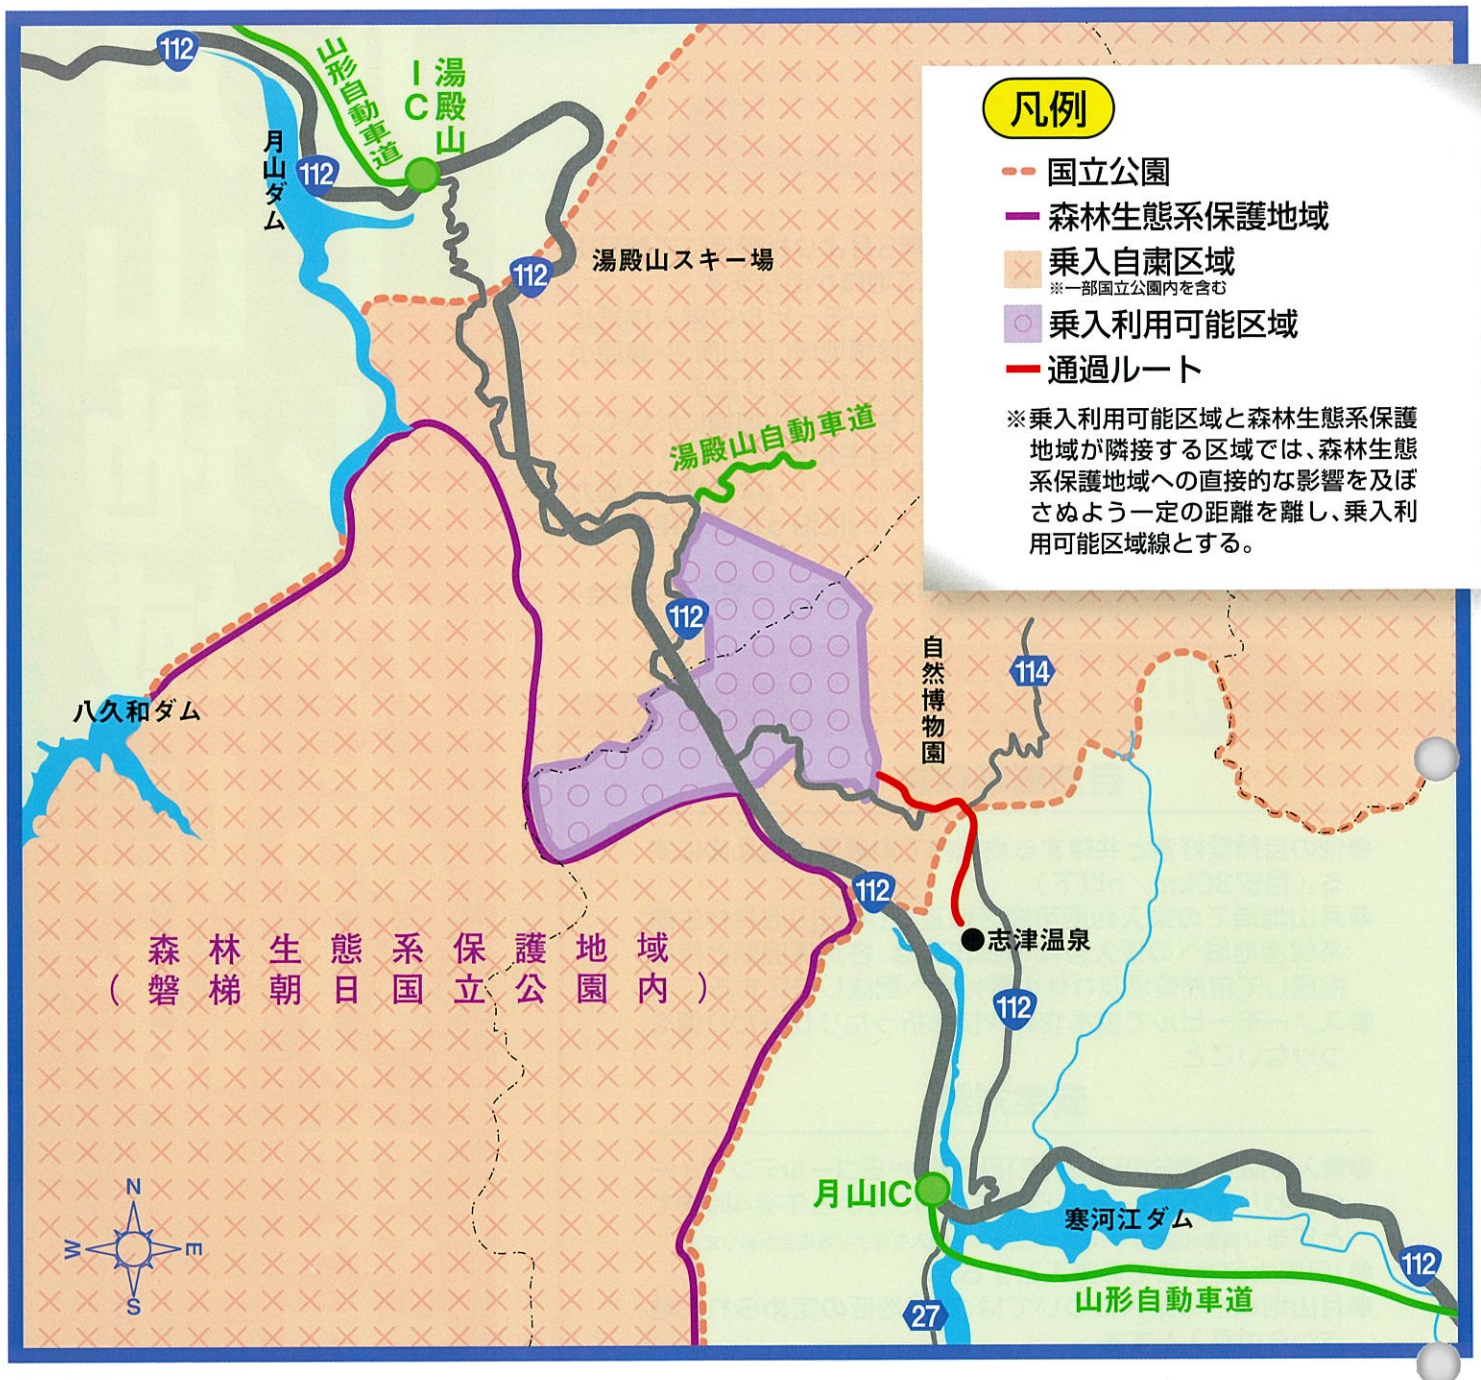 112
山形自動車道
湯殿山
IC
月山ダム
112
112
湯殿山スキー場
凡例
国立公園
森林生態系保護地域
乗入自粛区域
※一部国立公園内を含む
乗入利用可能区域
通過ルート
※乗入利用可能区域と森林生態系保護
地域が隣接する区域では、森林生態
系保護地域への直接的な影響を及ぼ
さぬよう一定の距離を離し、乗入利
用可能区域線とする。
湯殿山自動車道
112
自然博物園
114
八久和ダム
112
志津温泉
森林生態系保護地域
(磐梯朝日国立公園内)
112
月山IC
寒河江ダム
112
山形自動車道
27
N
W
E
S